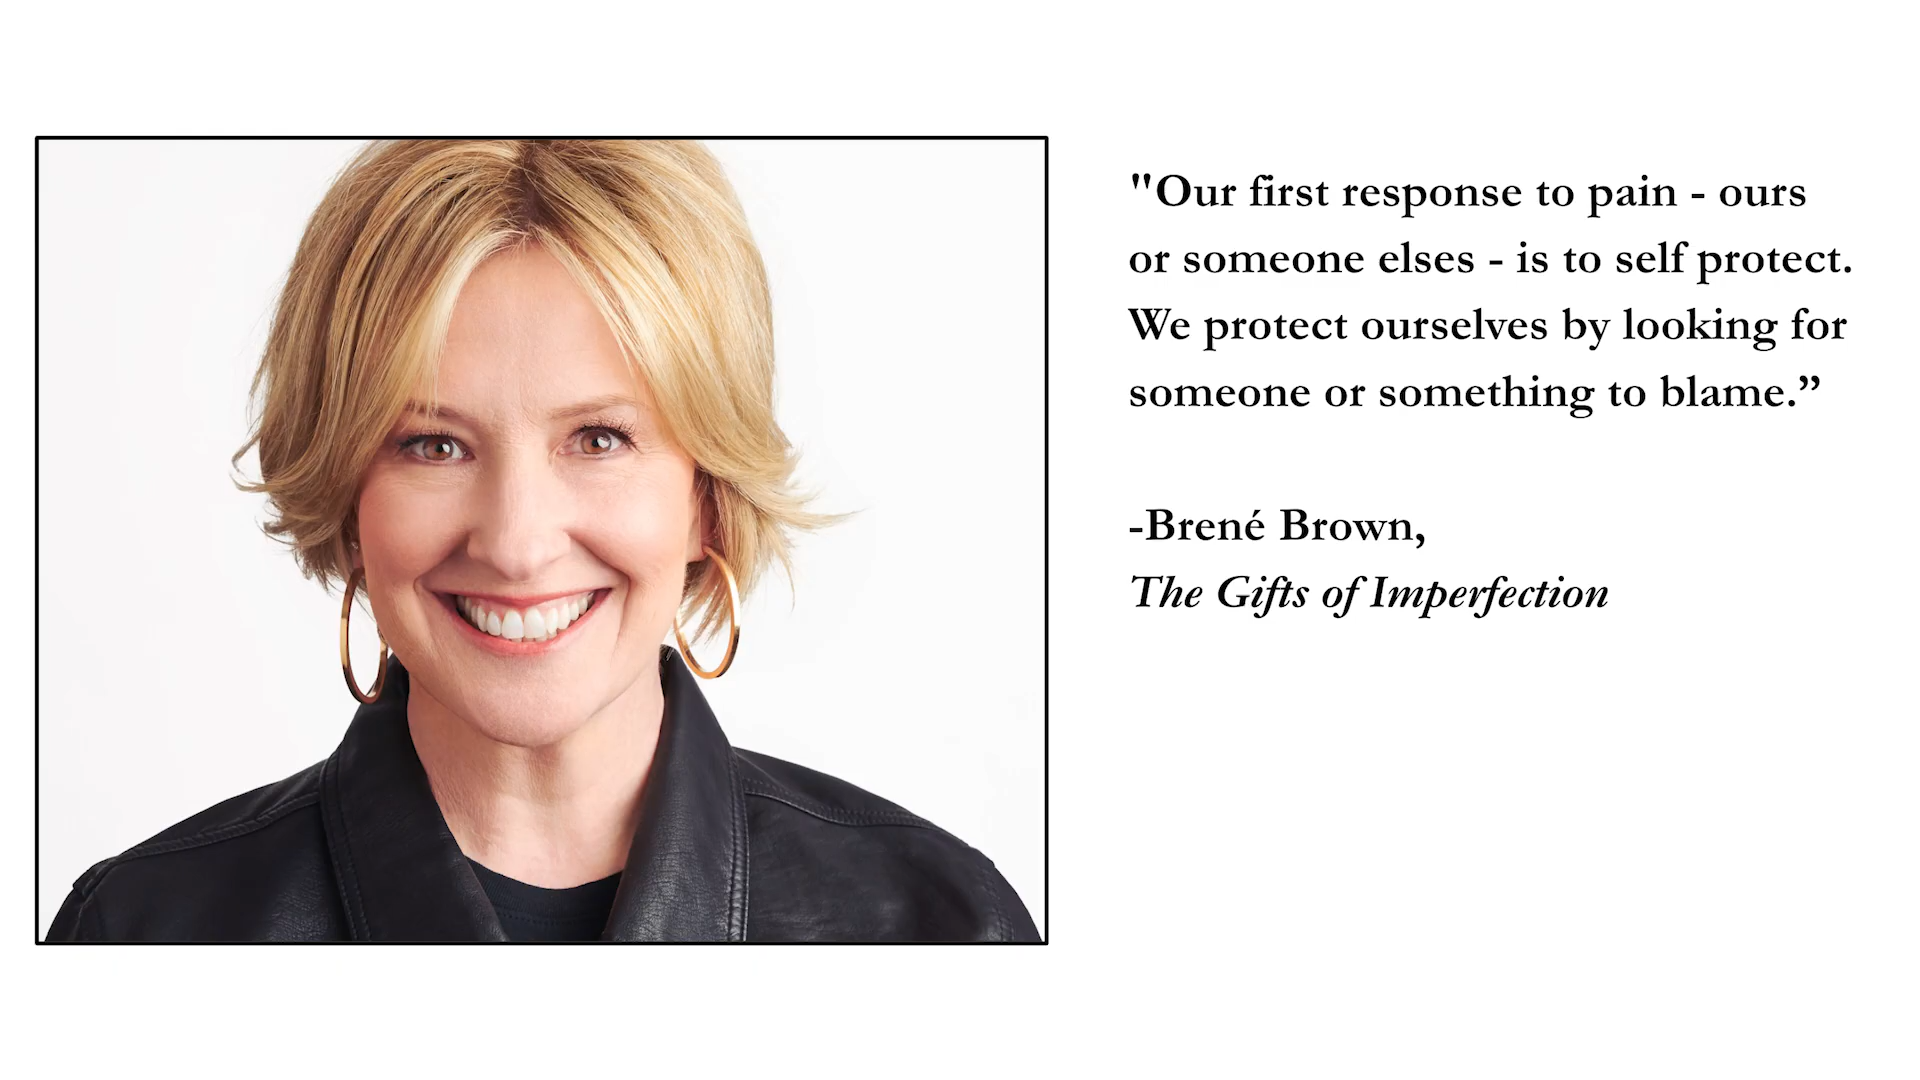 "Our first response to pain - ours
or someone elses - is to self protect.
We protect ourselves by looking for
someone or something to blame.”
-Brené Brown,
The Gifts of Imperfection